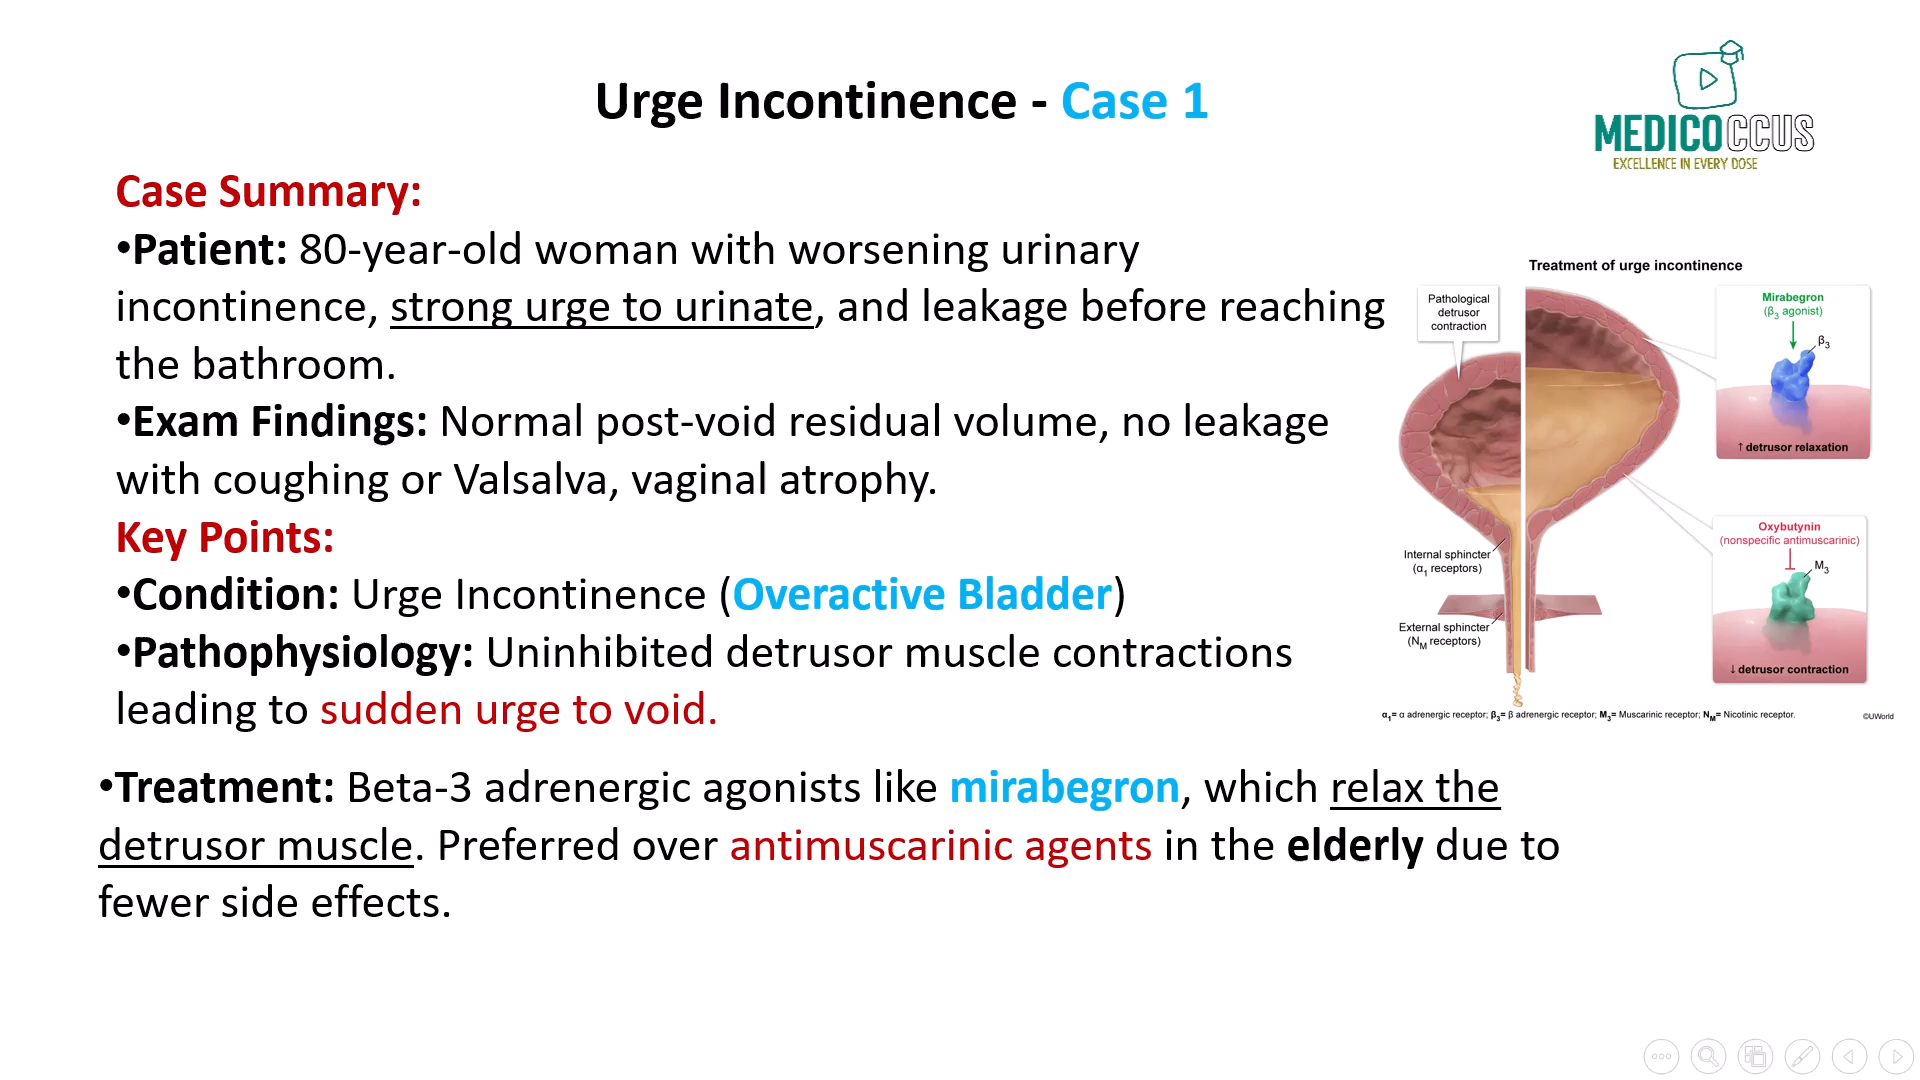 Urge Incontinence - Case 1
MEDICOCCUS
EXCELLENCE IN EVERY DOSE
Case Summary:
•Patient: 80-year-old woman with worsening urinary
incontinence, strong urge to urinate, and leakage before reaching
the bathroom.
•Exam Findings: Normal post-void residual volume, no leakage
with coughing or Valsalva, vaginal atrophy.
Key Points:
•Condition: Urge Incontinence (Overactive Bladder)
•Pathophysiology: Uninhibited detrusor muscle contractions
leading to sudden urge to void.
•Treatment: Beta-3 adrenergic agonists like mirabegron, which relax the
detrusor muscle. Preferred over antimuscarinic agents in the elderly due to
fewer side effects.
Treatment of urge incontinence
Pathological
detrusor
contraction
Mirabegron
(β3 agonist)
β3
↑ detrusor relaxation
Oxybutynin
(nonspecific antimuscarinic)
M3
↓ detrusor contraction
Internal sphincter
(α1 receptors)
External sphincter
(NM receptors)
α1= α adrenergic receptor; β3= β adrenergic receptor; M3= Muscarinic receptor; NM= Nicotinic receptor.
©UWorld